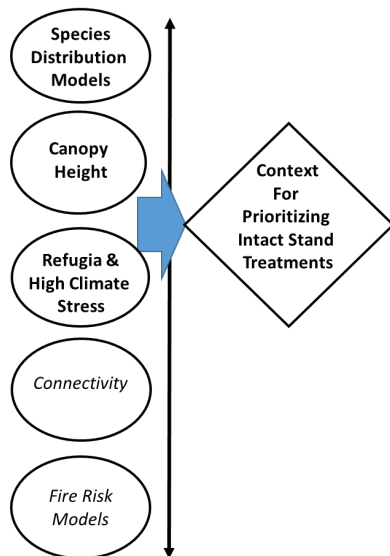 Species
Distribution
Models
Canopy
Height
Refugia &
High Climate
Stress
Connectivity
Fire Risk
Models
Context
For
Prioritizing
Intact Stand
Treatments